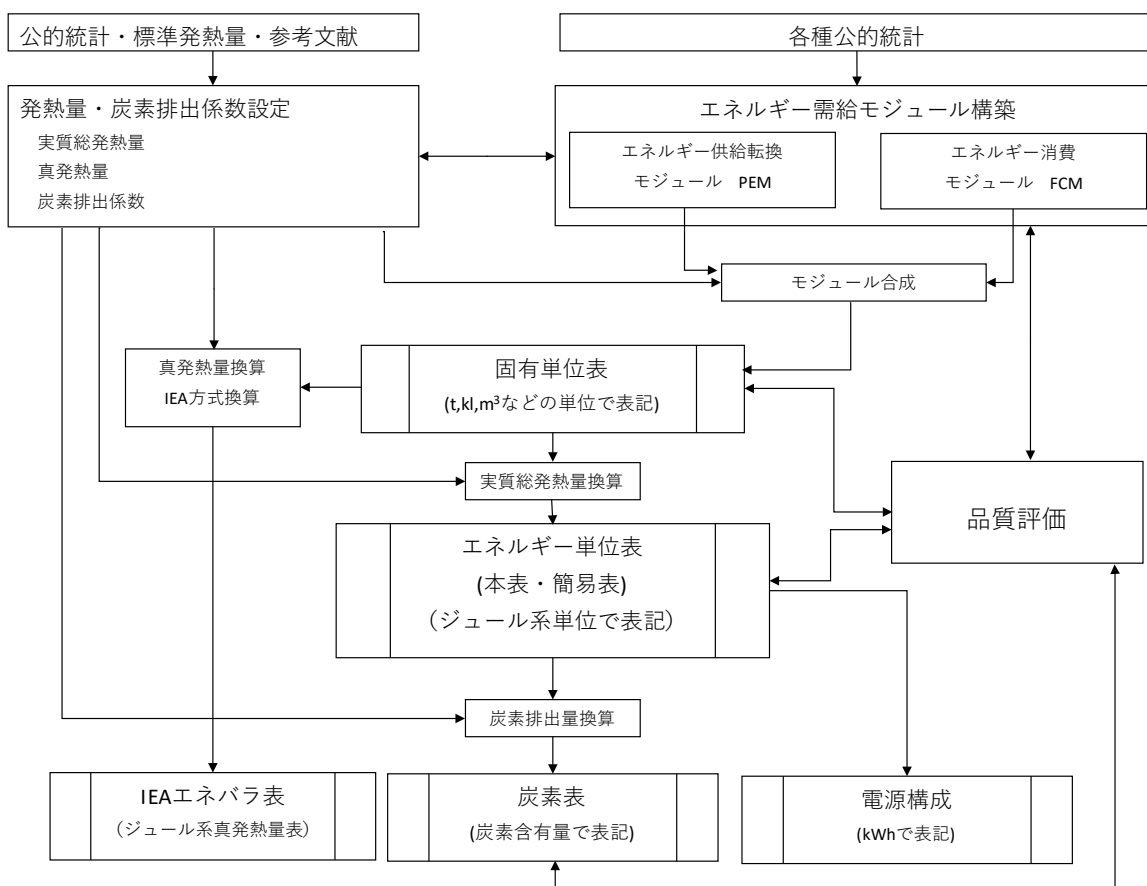 公的統計・標準発熱量・参考文献
各種公的統計
発熱量・炭素排出係数設定
実質総発熱量
真発熱量
炭素排出係数
エネルギー需給モジュール構築
エネルギー供給転換
モジュール PEM
エネルギー消費
モジュール FCM
モジュール合成
真発熱量換算
IEA方式換算
固有単位表
(t,kl,m³などの単位で表記)
実質総発熱量換算
エネルギー単位表
(本表・簡易表)
（ジュール系単位で表記）
品質評価
炭素排出量換算
IEAエネバラ表
（ジュール系真発熱量表）
炭素表
(炭素含有量で表記)
電源構成
(kWhで表記)